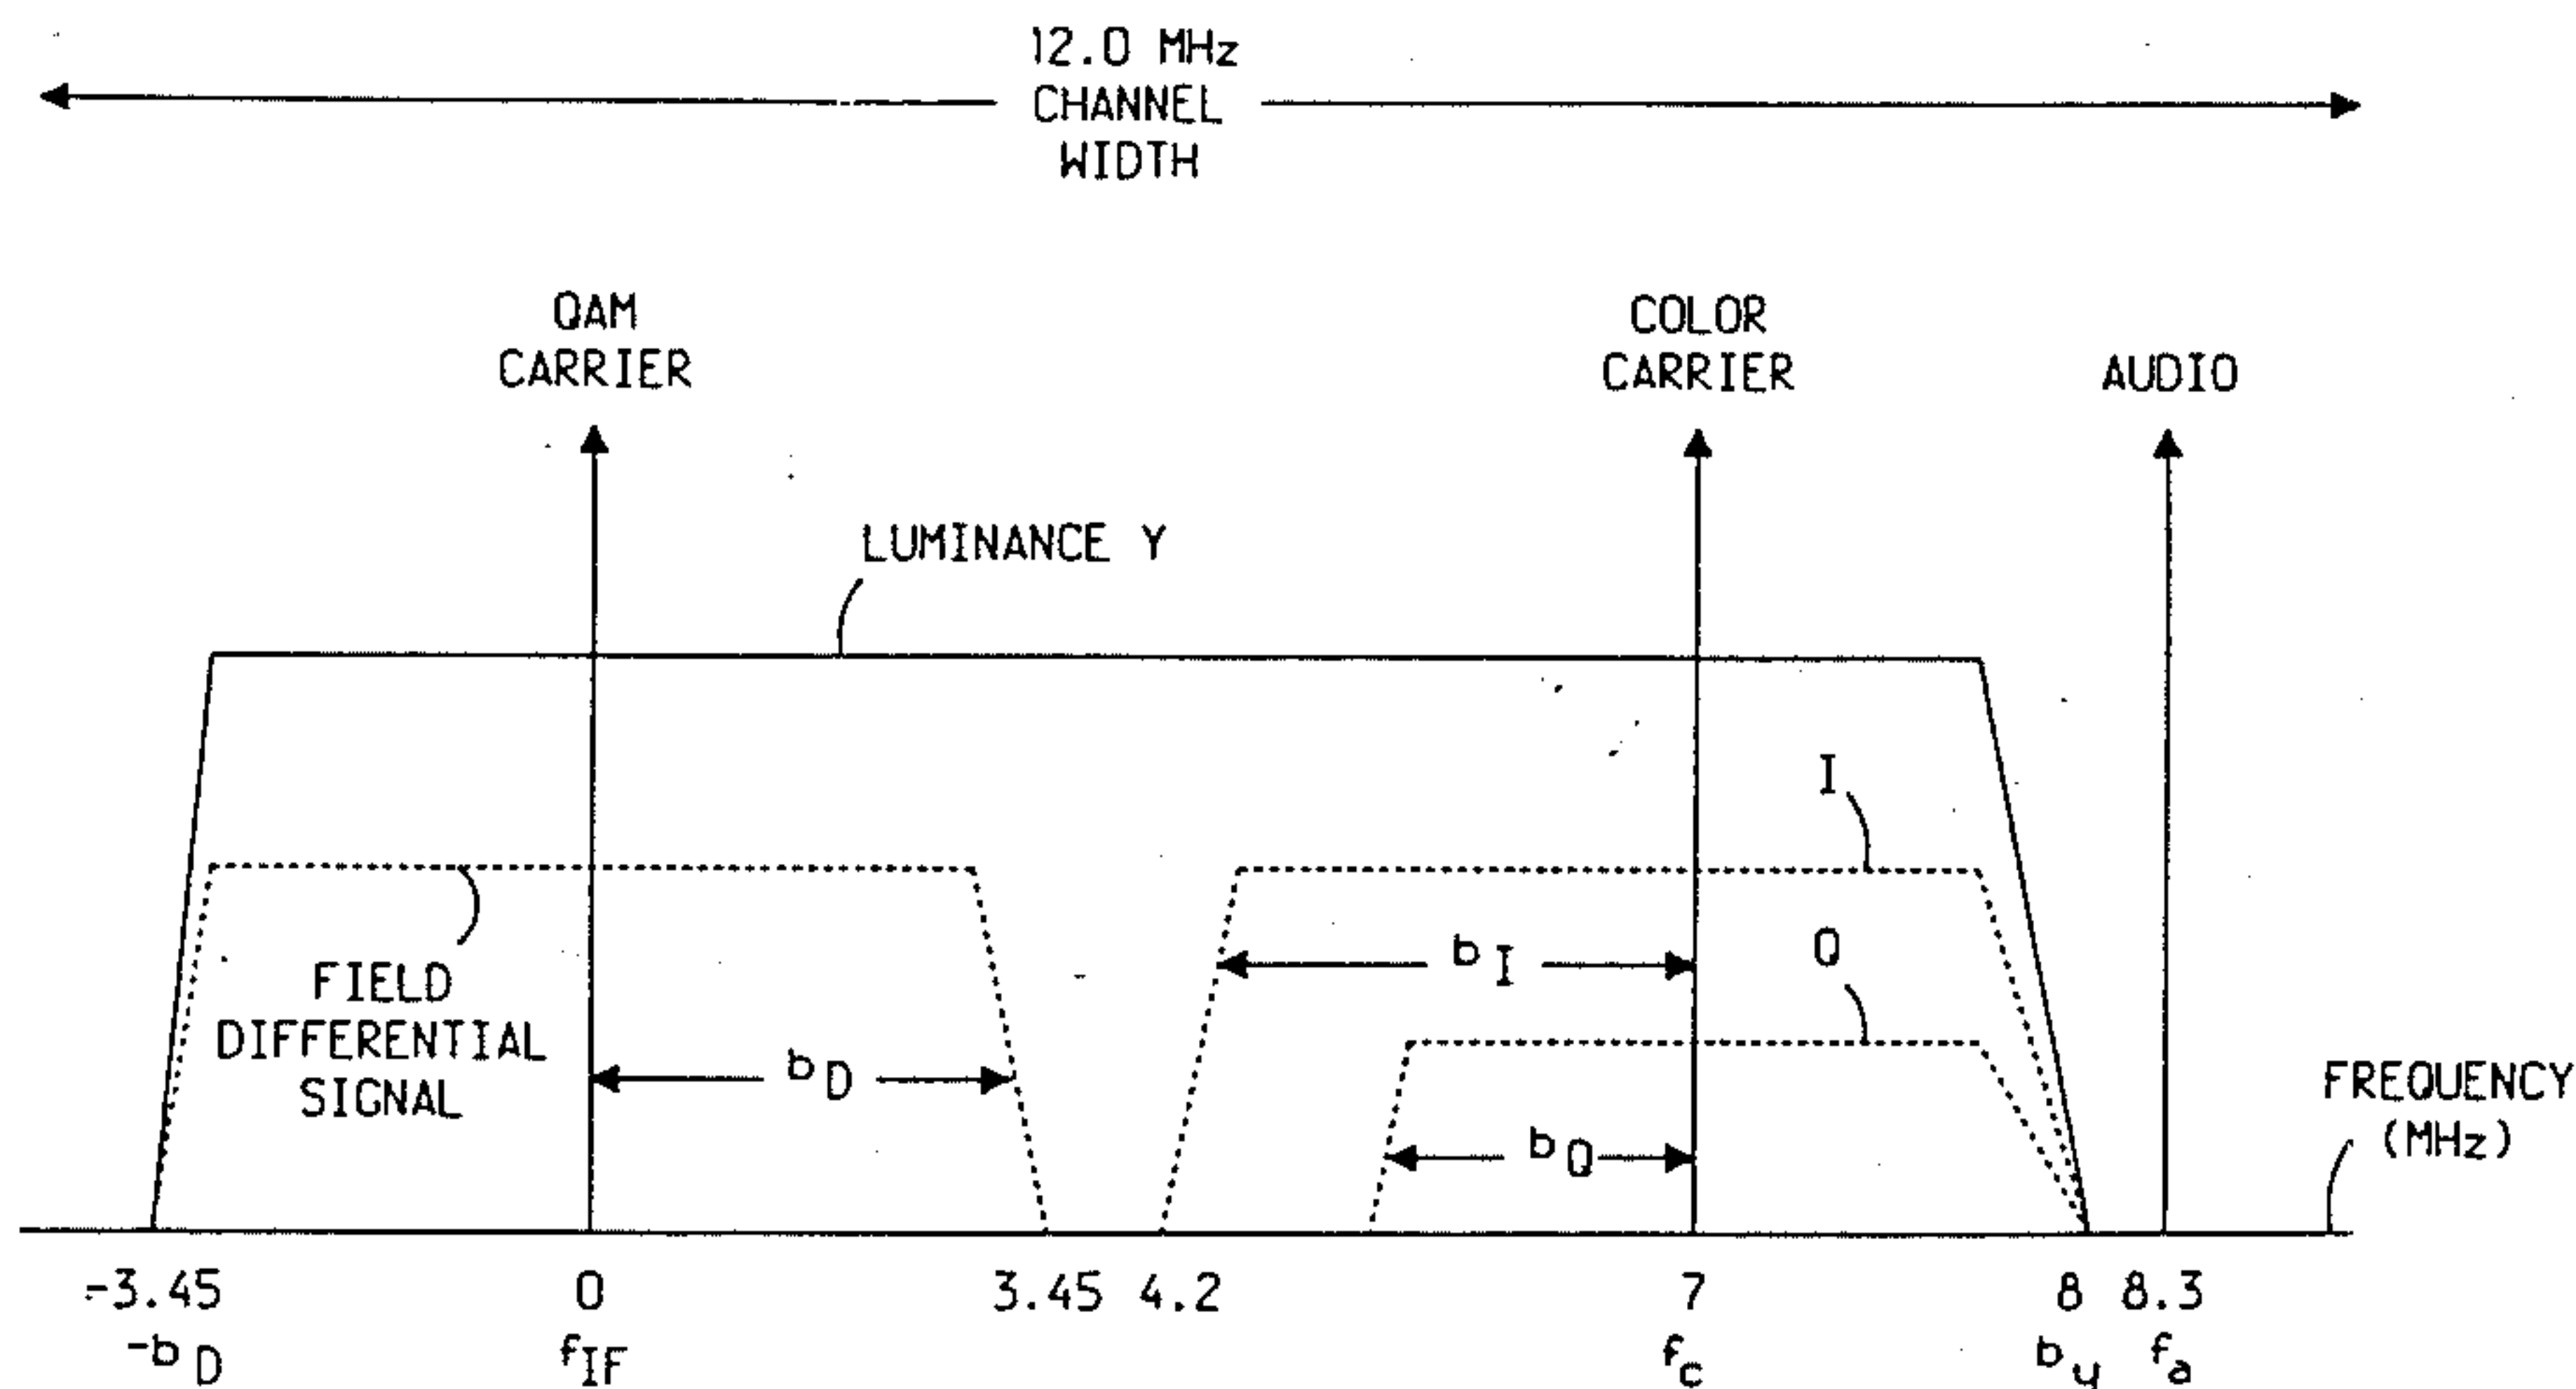 12.0 MHz
CHANNEL
WIDTH
QAM
CARRIER
COLOR
CARRIER
AUDIO
LUMINANCE Y
I
Q
FIELD
DIFFERENTIAL
SIGNAL
b D
b I
b Q
FREQUENCY
(MHz)
-3.45 0 3.45 4.2 7 8 8.3
-b D f IF f c b y f a